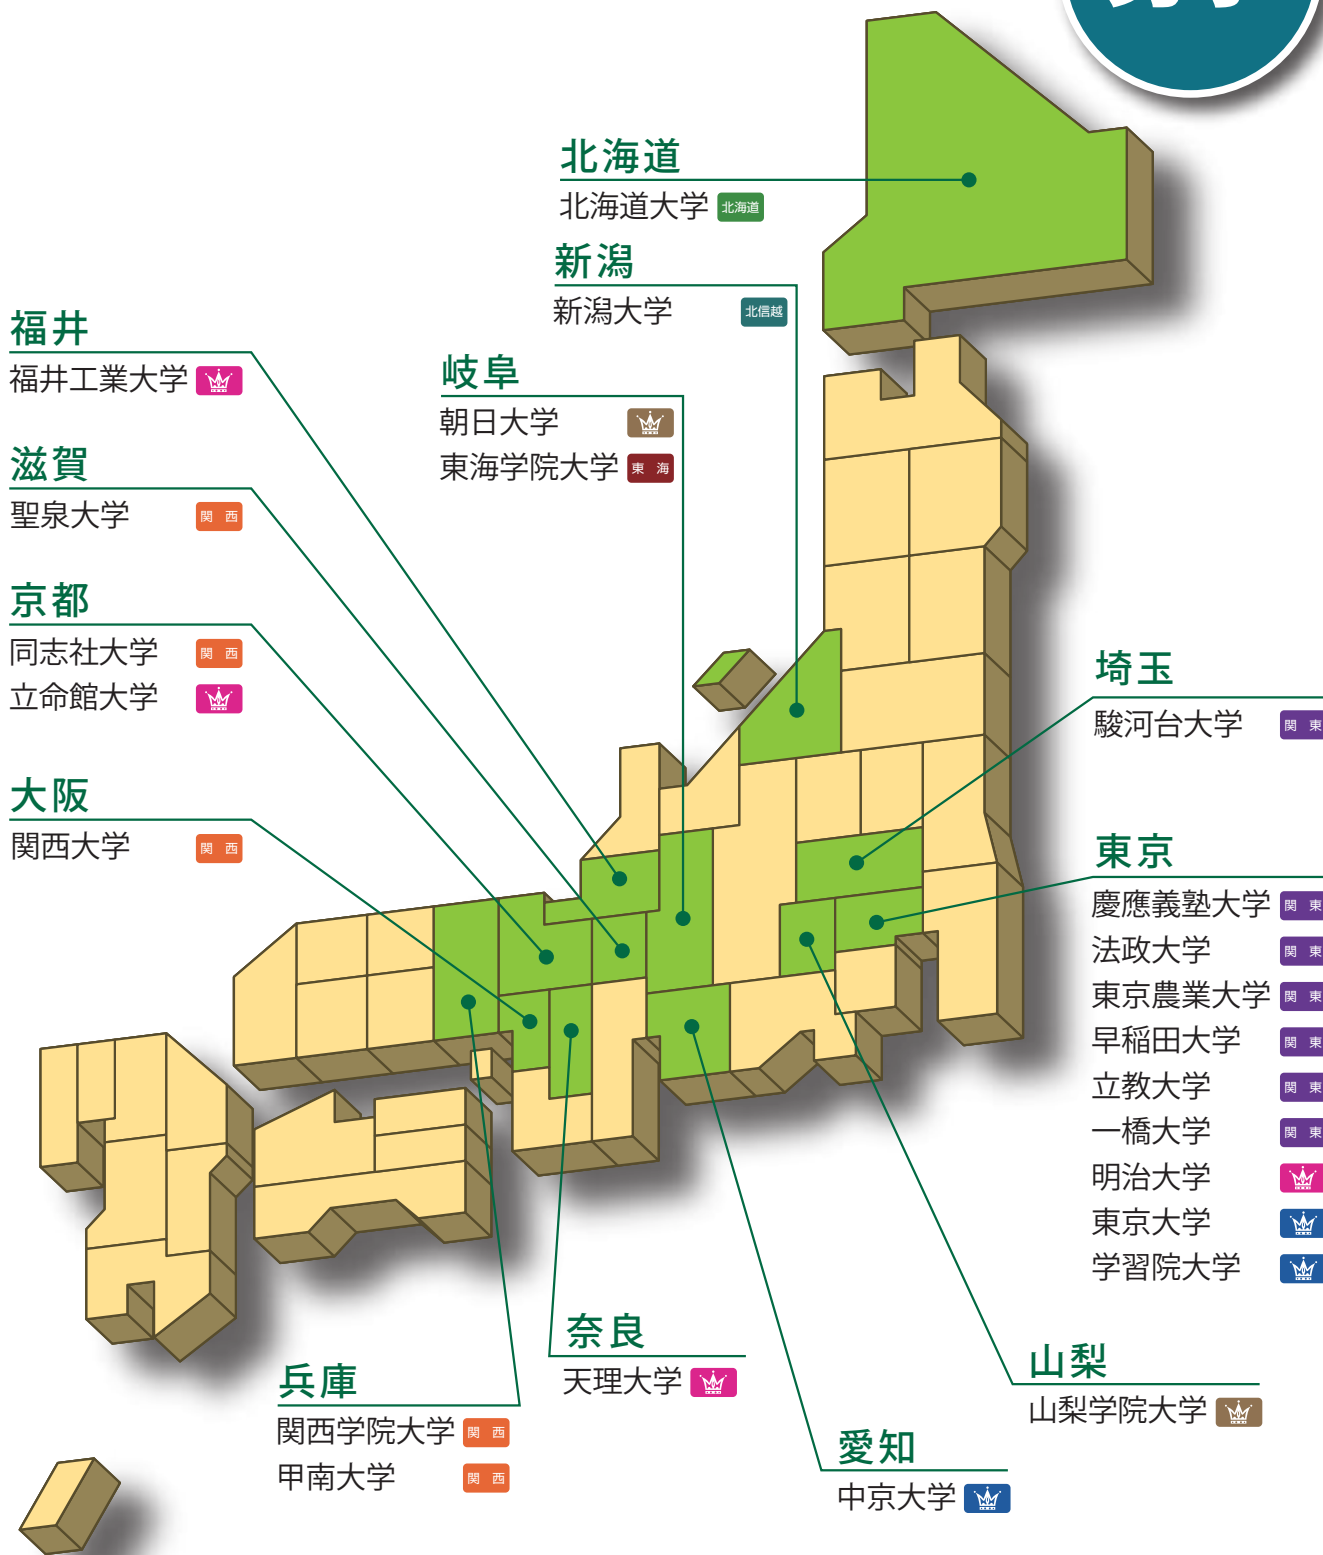 北海道
北海道大学 北海道
新潟
新潟大学 北信越
福井
福井工業大学
岐阜
朝日大学
東海学院大学 東海
滋賀
聖泉大学 関西
京都
同志社大学 関西
立命館大学
大阪
関西大学 関西
埼玉
駿河台大学 関東
東京
慶應義塾大学 関東
法政大学 関東
東京農業大学 関東
早稲田大学 関東
立教大学 関東
一橋大学 関東
明治大学
東京大学
学習院大学
奈良
天理大学
兵庫
関西学院大学 関西
甲南大学 関西
山梨
山梨学院大学
愛知
中京大学